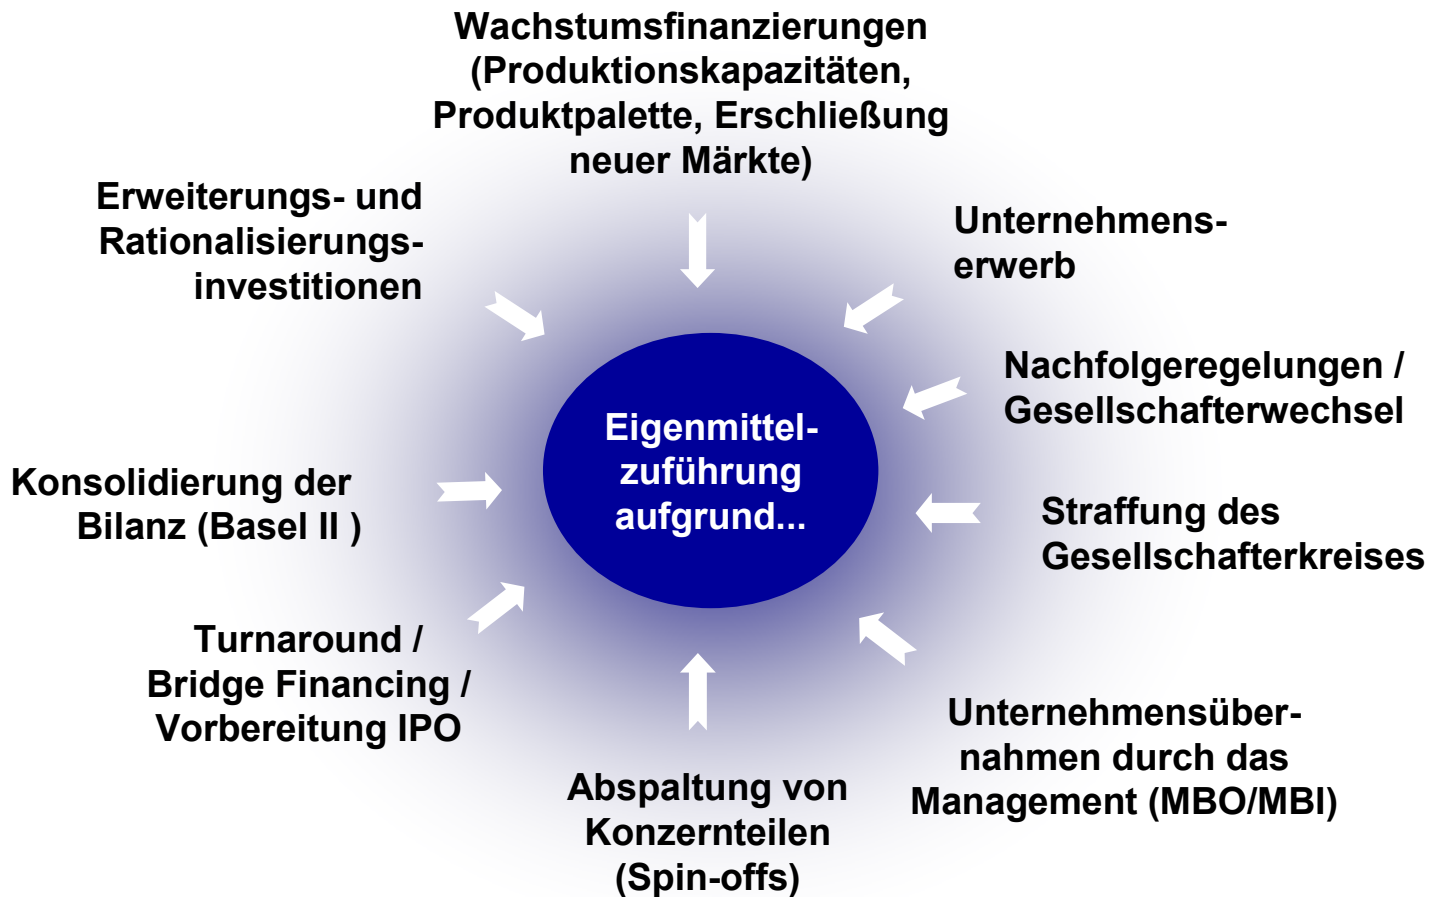 Wachstumsfinanzierungen
(Produktionskapazitäten,
Produktpalette, Erschließung
neuer Märkte)
Erweiterungs- und
Rationalisierungs-
investitionen
Unternehmens-
erwerb
Nachfolgeregelungen /
Gesellschafterwechsel
Eigenmittel-
zuführung
aufgrund...
Konsolidierung der
Bilanz (Basel II )
Straffung des
Gesellschafterkreises
Turnaround /
Bridge Financing /
Vorbereitung IPO
Unternehmensüber-
nahmen durch das
Management (MBO/MBI)
Abspaltung von
Konzernteilen
(Spin-offs)